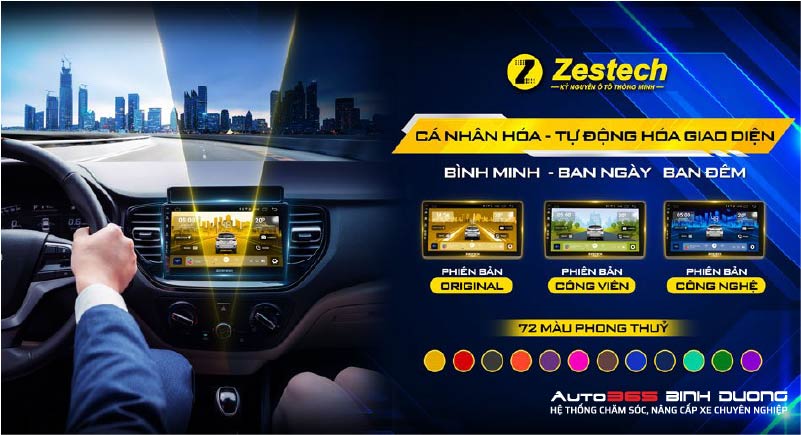 Zestech
KỶ NGUYÊN Ô TÔ THÔNG MINH
CÁ NHÂN HÓA - TỰ ĐỘNG HÓA GIAO DIỆN
BÌNH MINH - BAN NGÀY BAN ĐÊM
PHIÊN BẢN
ORIGINAL
PHIÊN BẢN
CÔNG VIÊN
PHIÊN BẢN
CÔNG NGHỆ
72 MÀU PHONG THUỶ
AUTO365 BINH DUONG
HỆ THỐNG CHĂM SÓC, NÂNG CẤP XE CHUYÊN NGHIỆP